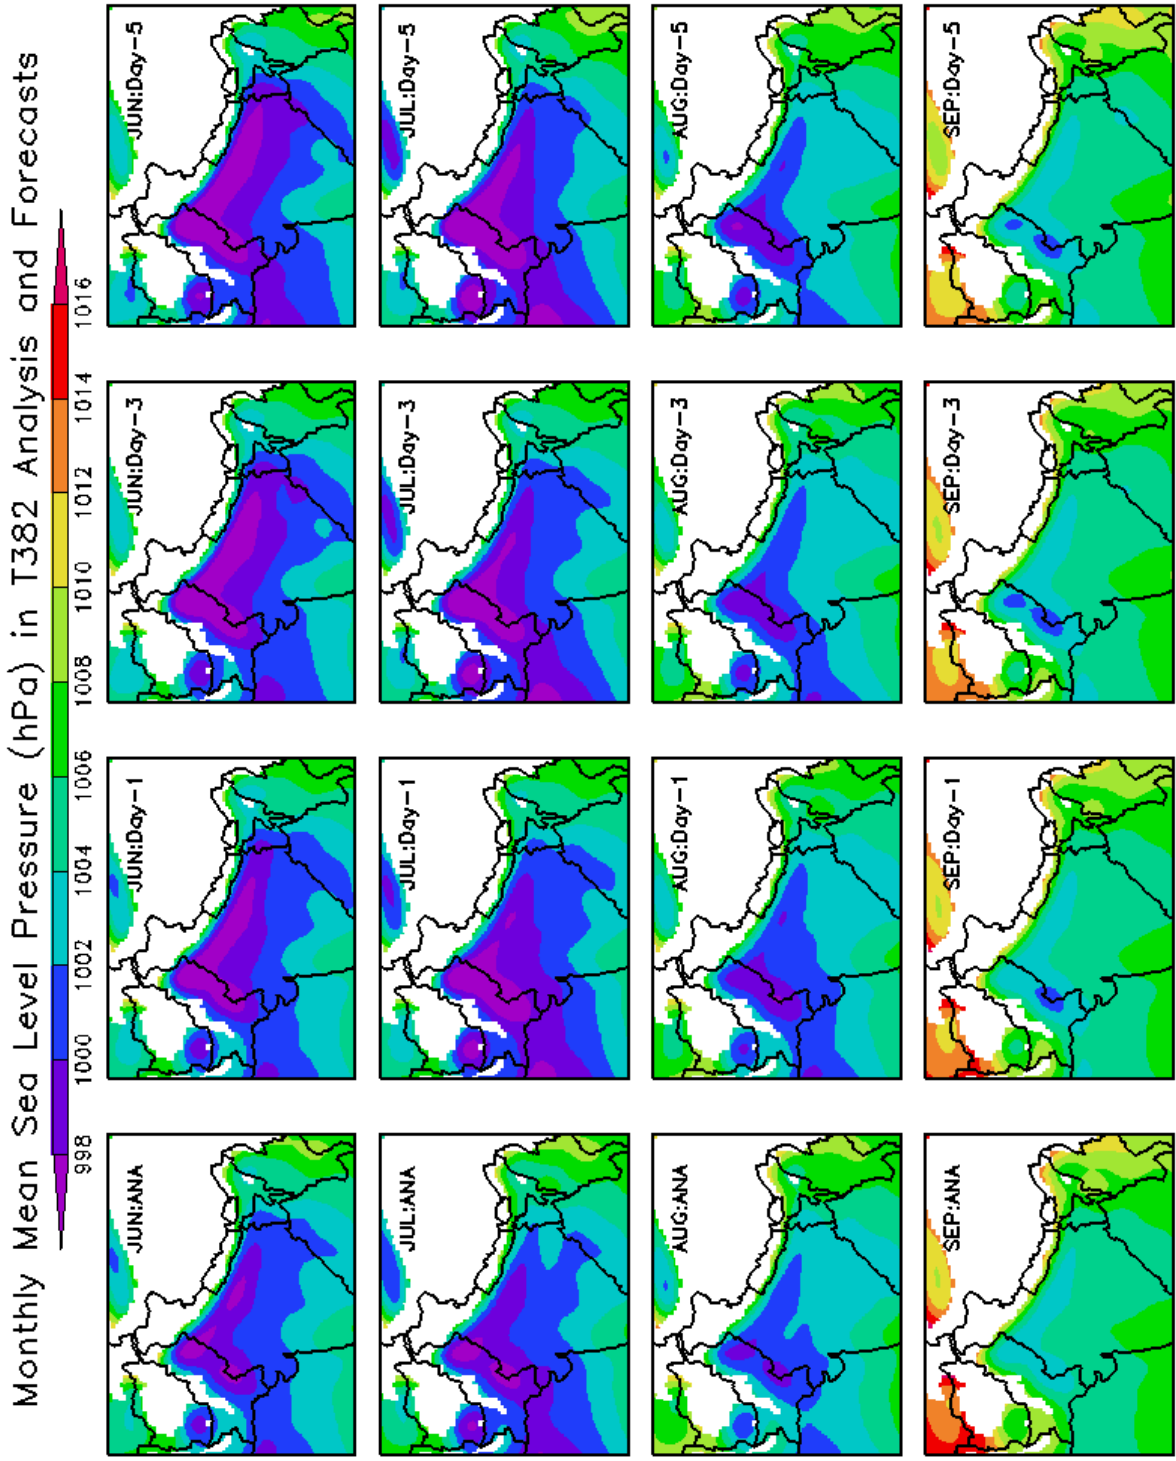 Monthly Mean Sea Level Pressure (hPa) in T382 Analysis and Forecasts
998 1000 1002 1004 1006 1008 1010 1012 1014 1016
JUN:ANA JUN:Day-1 JUN:Day-3 JUN:Day-5
JUL:ANA JUL:Day-1 JUL:Day-3 JUL:Day-5
AUG:ANA AUG:Day-1 AUG:Day-3 AUG:Day-5
SEP:ANA SEP:Day-1 SEP:Day-3 SEP:Day-5